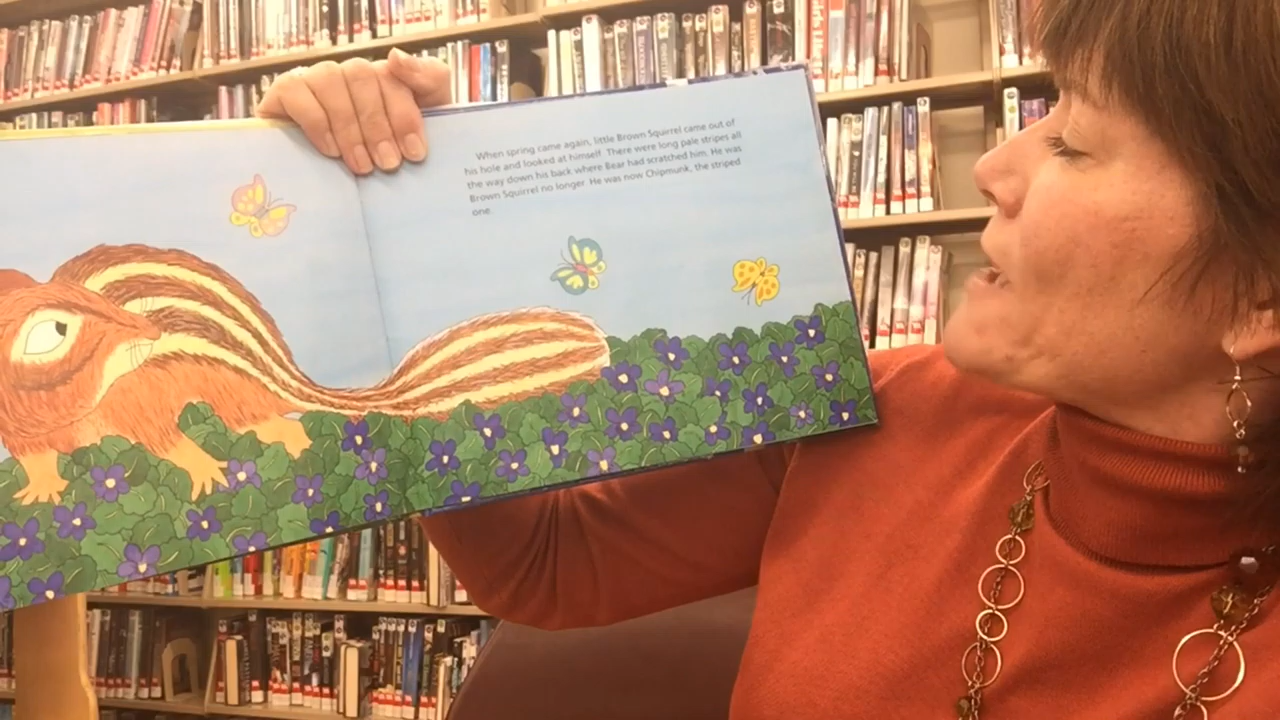 When spring came again, little Brown Squirrel came out of
his hole and looked at himself. There were long pale stripes all
the way down his back where Bear had scratched him. He was
Brown Squirrel no longer. He was now Chipmunk, the striped
one.